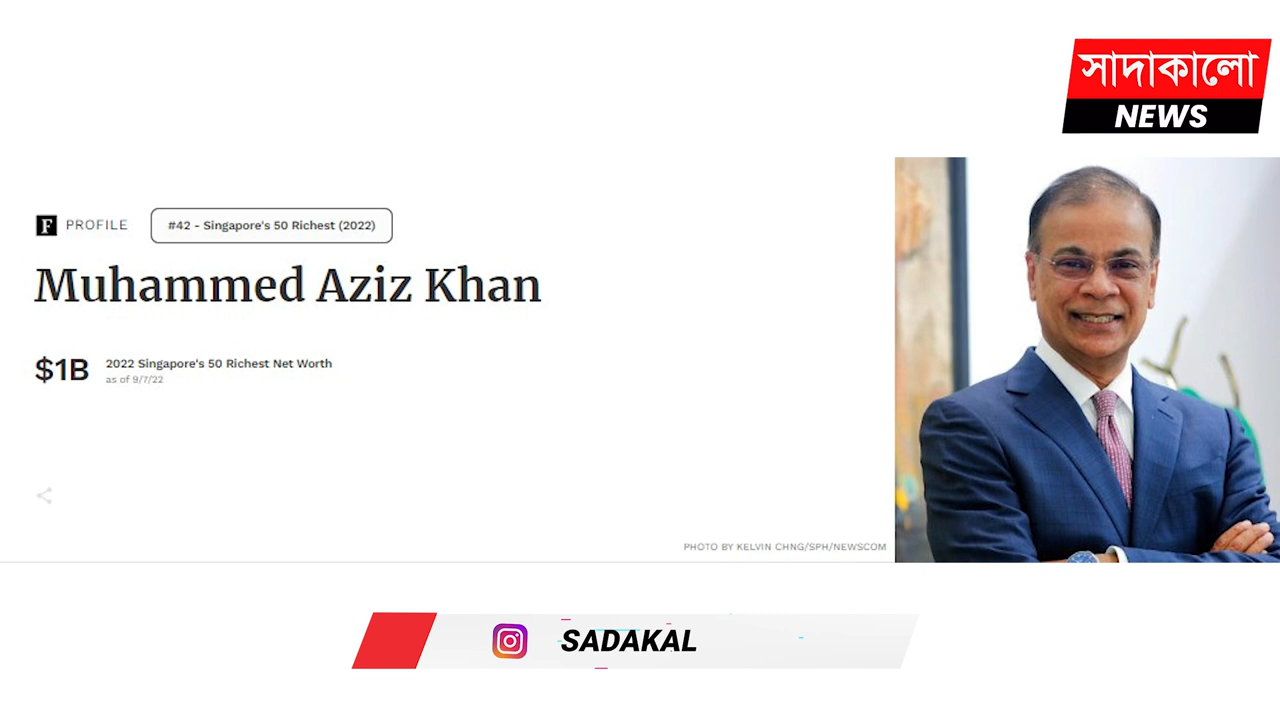 সাদাকালো
NEWS
F PROFILE
#42 - Singapore's 50 Richest (2022)
Muhammed Aziz Khan
$1B
2022 Singapore's 50 Richest Net Worth
as of 9/7/22
PHOTO BY KELVIN CHNG/SPH/NEWSCOM
SADAKAL